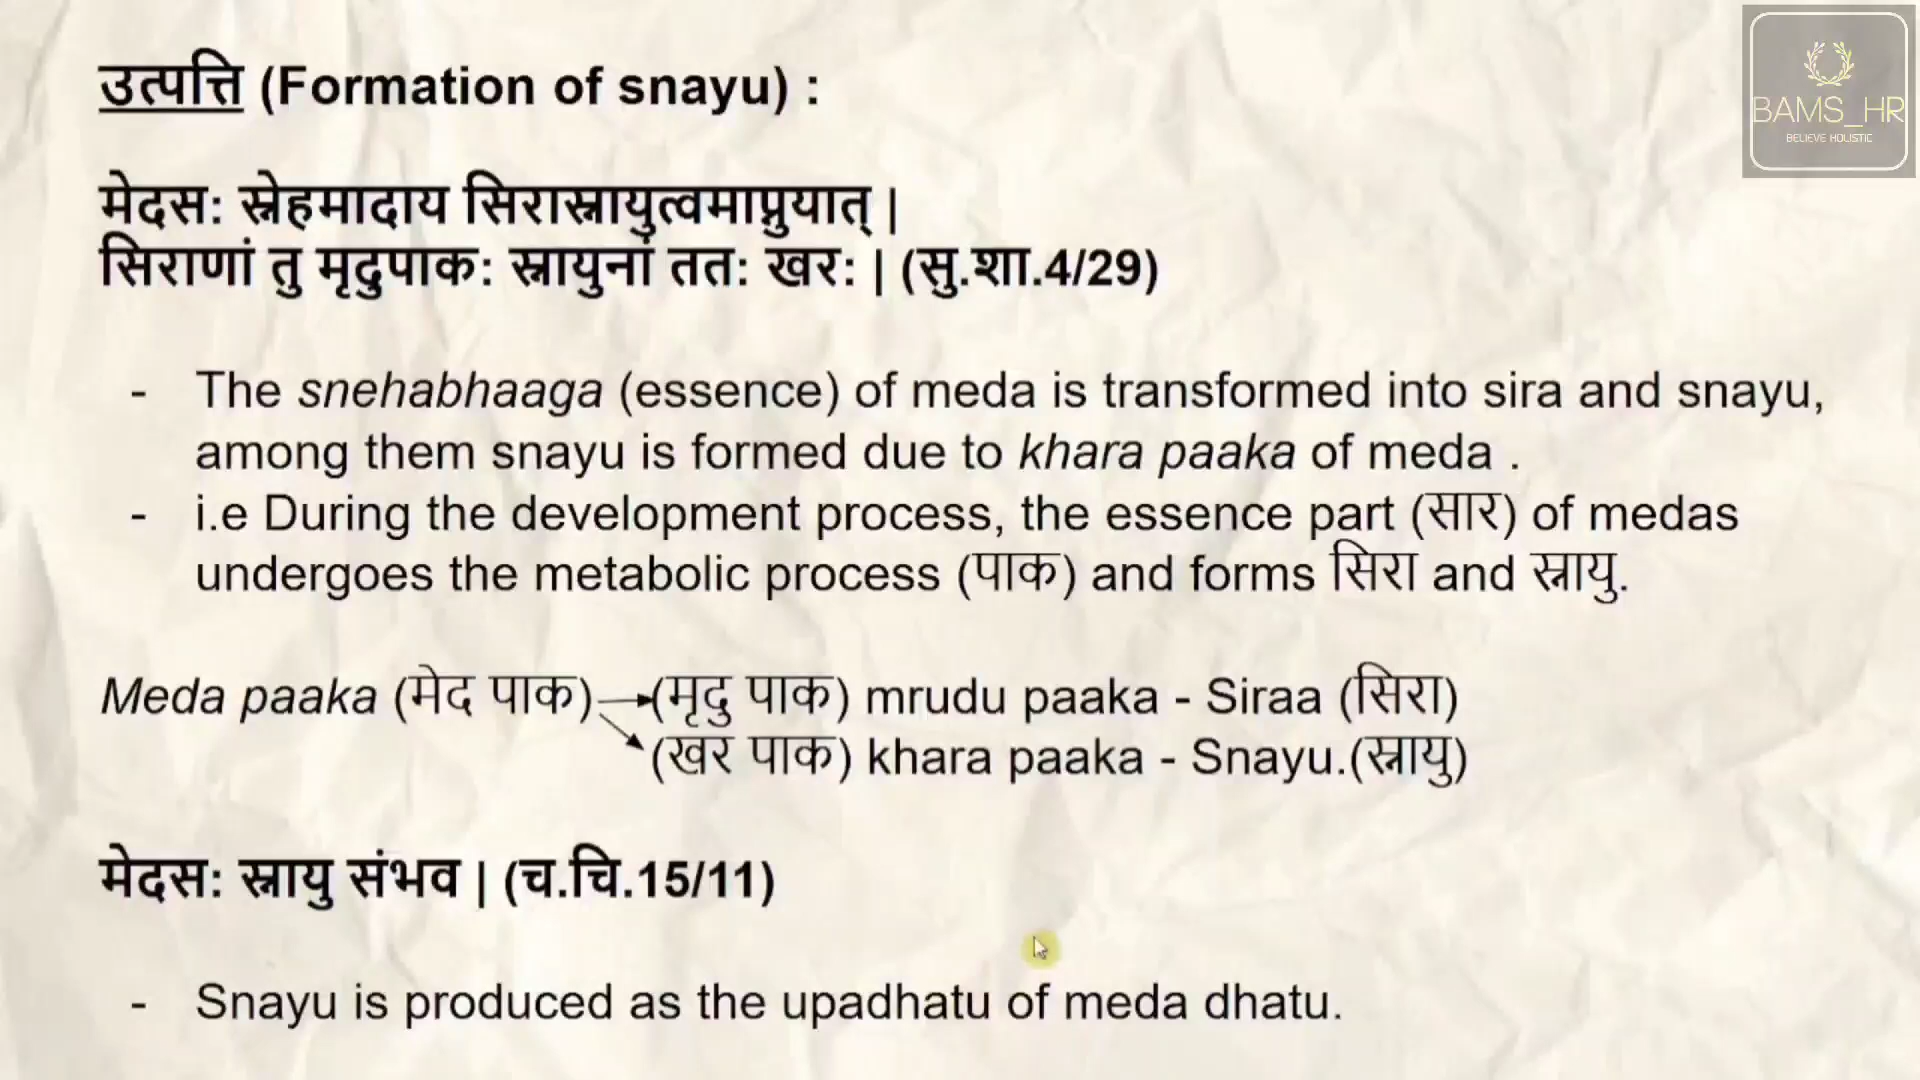 उत्पत्ति (Formation of snayu) :
BAMS_HR
BELIEVE HOLISTIC
मेदस: स्नेहमादाय सिरास्नायुत्वमाप्नुयात् |
सिराणां तु मृदुपाक: स्नायुनां तत: खर: | (सु.शा.4/29)
- The snehabhaaga (essence) of meda is transformed into sira and snayu,
among them snayu is formed due to khara paaka of meda .
- i.e During the development process, the essence part (सार) of medas
undergoes the metabolic process (पाक) and forms सिरा and स्नायु.
Meda paaka (मेद पाक) (मृदु पाक) mrudu paaka - Siraa (सिरा)
(खर पाक) khara paaka - Snayu.(स्नायु)
मेदस: स्नायु संभव | (च.चि.15/11)
- Snayu is produced as the upadhatu of meda dhatu.